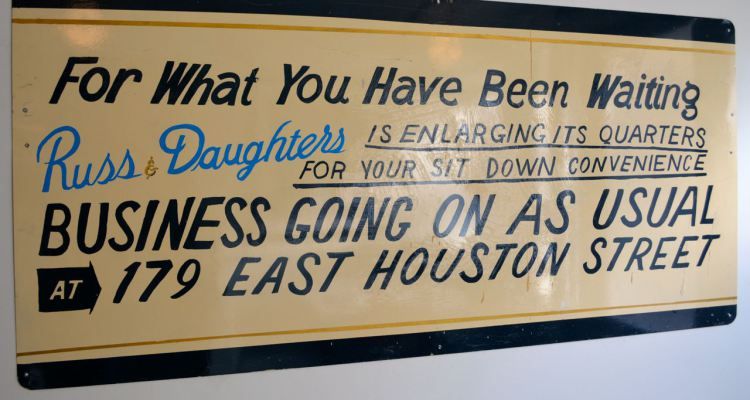 For What You Have Been Waiting
Russ & Daughters IS ENLARGING ITS QUARTERS
FOR YOUR SIT DOWN CONVENIENCE
BUSINESS GOING ON AS USUAL
AT 179 EAST HOUSTON STREET